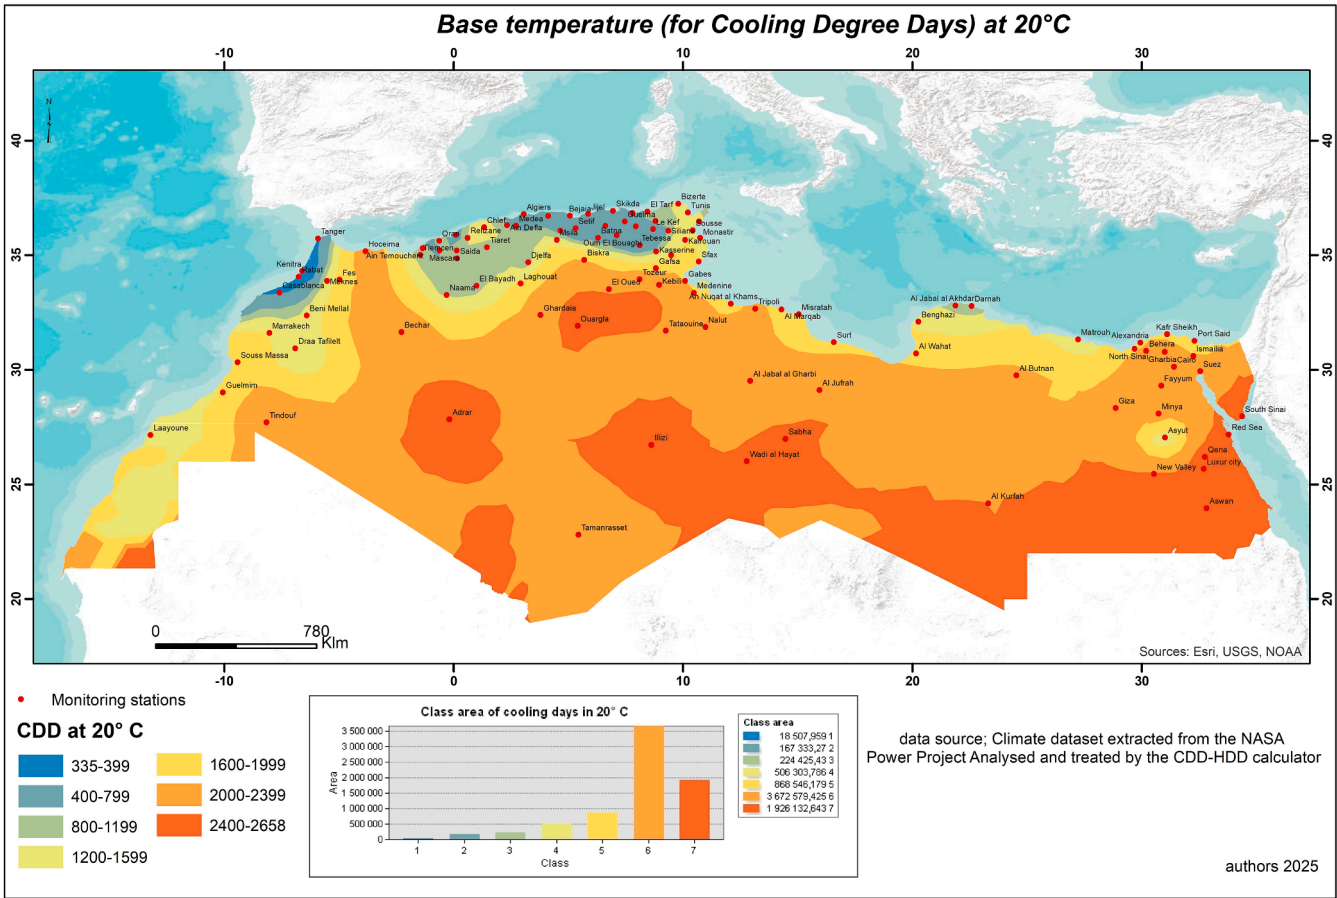 Base temperature (for Cooling Degree Days) at 20°C
-10 0 10 20 30
N
40 40
35 35
30 30
25 25
20 20
Bizerte
Tunis
El Tarf
Skikda
Bejaia Jijel
Algiers
Guelma
Le Kef
Sousse
Medea
Setif
Siliana
Monastir
Chlef
Ain Defla
Batna
Tanger
Oran
Relizane
Msila
Tebessa
Kairouan
Hoceima
Tlemcen
Tiaret
Oum El Bouaghi
Saida
Kasserine
Ain Temouchent
Mascara
Djelfa
Biskra
Sfax
Gafsa
Kenitra
Rabat
Fes
Meknes
El Bayadh
Laghouat
Tozeur
Gabes
El Oued
Kebili
Casablanca
Naama
Medenine
An Nuqat al Khams
Tripoli
Misratah
Al Jabal al Akhdar
Darnah
Beni Mellal
Ghardaia
Al Marqab
Benghazi
Marrakech
Bechar
Ouargla
Tataouine
Nalut
Surt
Matrouh
Alexandria
Kafr Sheikh
Port Said
Draa Tafilelt
Al Wahat
Behera
Ismailia
Souss Massa
North Sinai
Gharbia
Cairo
Suez
Guelmim
Al Jabal al Gharbi
Al Jufrah
Al Butnan
Fayyum
Tindouf
Adrar
Giza
Minya
South Sinai
Laayoune
Illizi
Sabha
Asyut
Red Sea
Wadi al Hayat
Qena
New Valley
Luxur city
Al Kurfah
Aswan
Tamanrasset
0 780
Klm
Sources: Esri, USGS, NOAA
-10 0 10 20 30
Monitoring stations
CDD at 20° C
335-399
400-799
800-1199
1200-1599
1600-1999
2000-2399
2400-2658
Class area of cooling days in 20° C
3 500 000
3 000 000
2 500 000
2 000 000
1 500 000
1 000 000
500 000
0
Area
1 2 3 4 5 6 7
Class
Class area
18 507,959 1
167 333,27 2
224 425,43 3
506 303,786 4
868 546,179 5
3 672 579,425 6
1 926 132,643 7
data source; Climate dataset extracted from the NASA
Power Project Analysed and treated by the CDD-HDD calculator
authors 2025